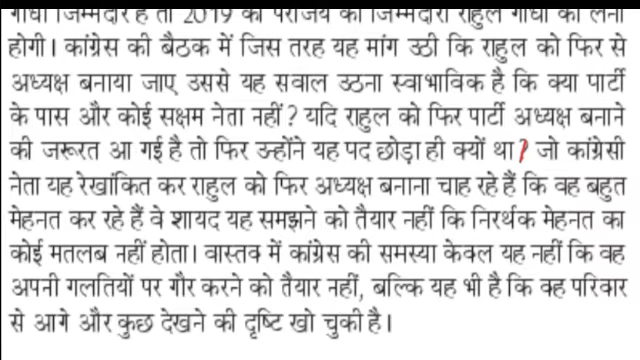 गांधी जिम्मेदार हैं तो 2019 की पराजय की जिम्मेदारी राहुल गांधी को लेनी
होगी। कांग्रेस की बैठक में जिस तरह यह मांग उठी कि राहुल को फिर से
अध्यक्ष बनाया जाए उससे यह सवाल उठना स्वाभाविक है कि क्या पार्टी
के पास और कोई सक्षम नेता नहीं? यदि राहुल को फिर पार्टी अध्यक्ष बनाने
की जरूरत आ गई है तो फिर उन्होंने यह पद छोड़ा ही क्यों था? जो कांग्रेसी
नेता यह रेखांकित कर राहुल को फिर अध्यक्ष बनाना चाह रहे हैं कि वह बहुत
मेहनत कर रहे हैं वे शायद यह समझने को तैयार नहीं कि निरर्थक मेहनत का
कोई मतलब नहीं होता। वास्तव में कांग्रेस की समस्या केवल यह नहीं कि वह
अपनी गलतियों पर गौर करने को तैयार नहीं, बल्कि यह भी है कि वह परिवार
से आगे और कुछ देखने की दृष्टि खो चुकी है।